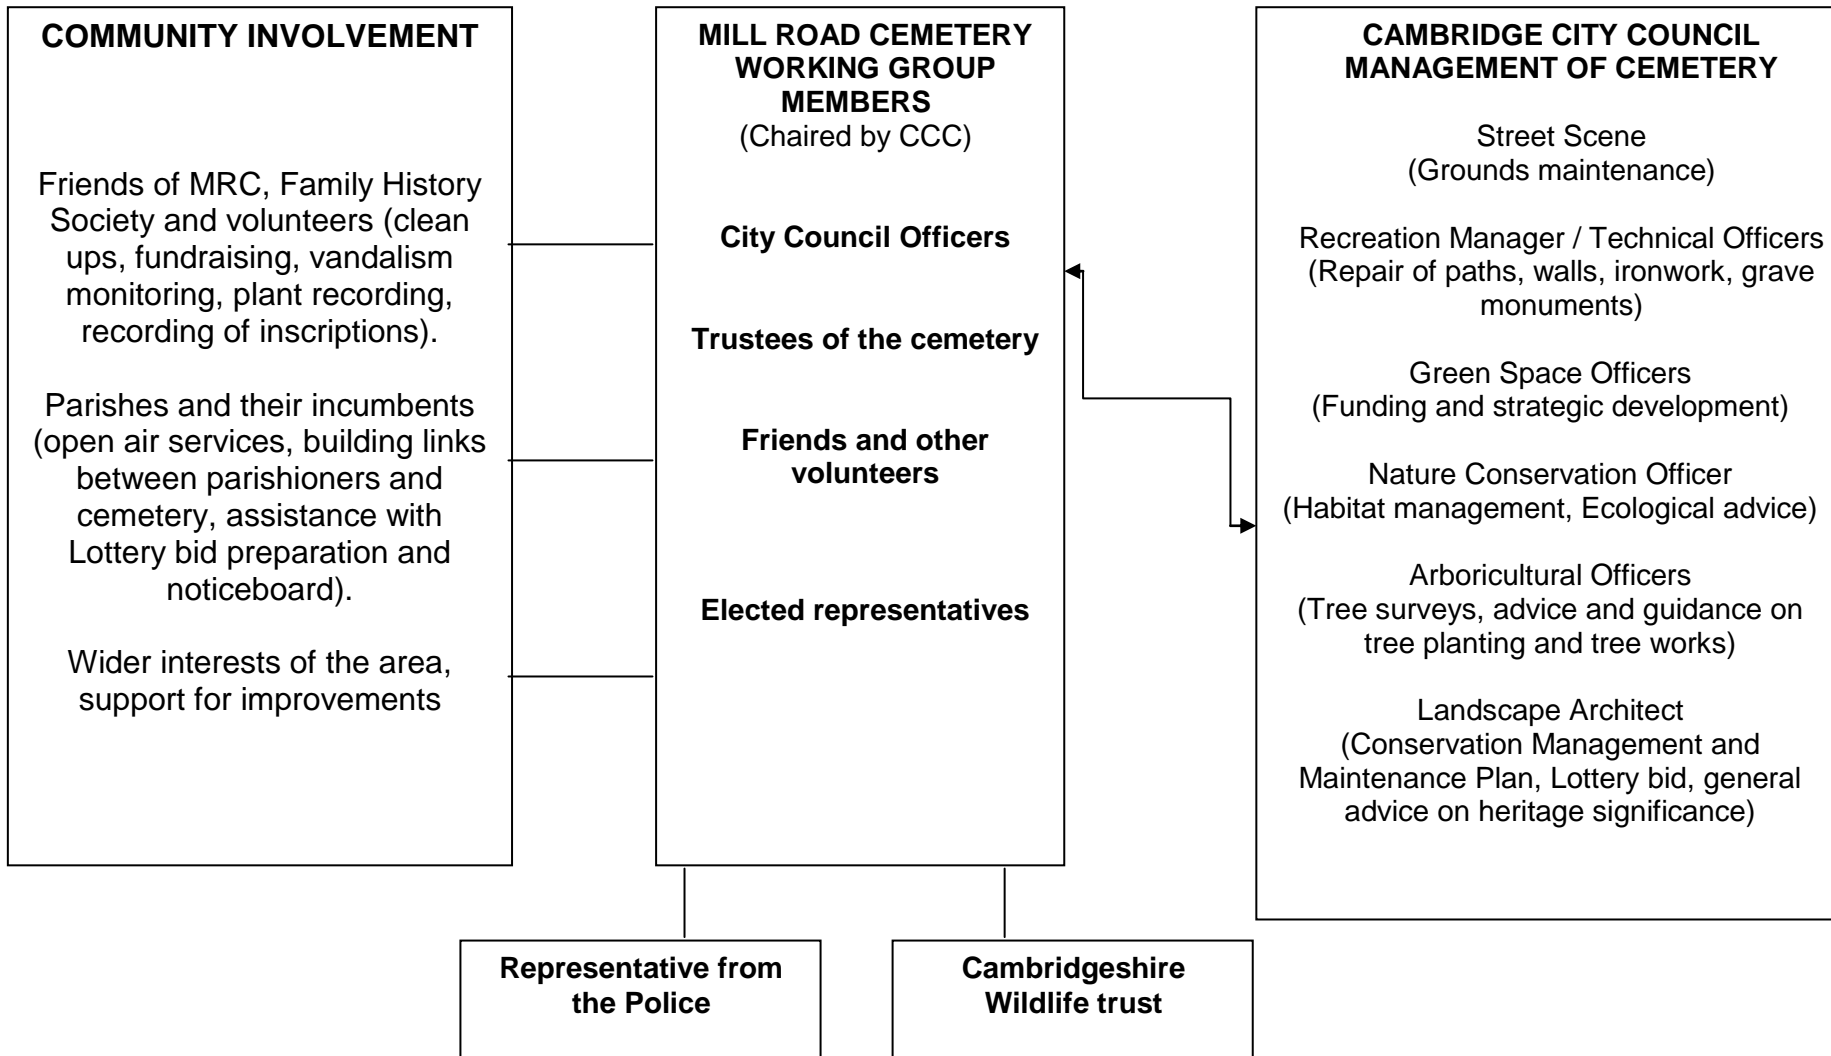 COMMUNITY INVOLVEMENT
Friends of MRC, Family History
Society and volunteers (clean
ups, fundraising, vandalism
monitoring, plant recording,
recording of inscriptions).
Parishes and their incumbents
(open air services, building links
between parishioners and
cemetery, assistance with
Lottery bid preparation and
noticeboard).
Wider interests of the area,
support for improvements
MILL ROAD CEMETERY
WORKING GROUP
MEMBERS
(Chaired by CCC)
City Council Officers
Trustees of the cemetery
Friends and other
volunteers
Elected representatives
CAMBRIDGE CITY COUNCIL
MANAGEMENT OF CEMETERY
Street Scene
(Grounds maintenance)
Recreation Manager / Technical Officers
(Repair of paths, walls, ironwork, grave
monuments)
Green Space Officers
(Funding and strategic development)
Nature Conservation Officer
(Habitat management, Ecological advice)
Arboricultural Officers
(Tree surveys, advice and guidance on
tree planting and tree works)
Landscape Architect
(Conservation Management and
Maintenance Plan, Lottery bid, general
advice on heritage significance)
Representative from
the Police
Cambridgeshire
Wildlife trust